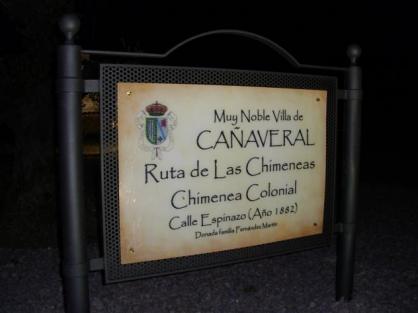 Muy Noble Villa de
CAÑAVERAL
Ruta de Las Chimeneas
Chimenea Colonial
Calle Espinazo (Año 1882)
Donada familia Fernández Martín